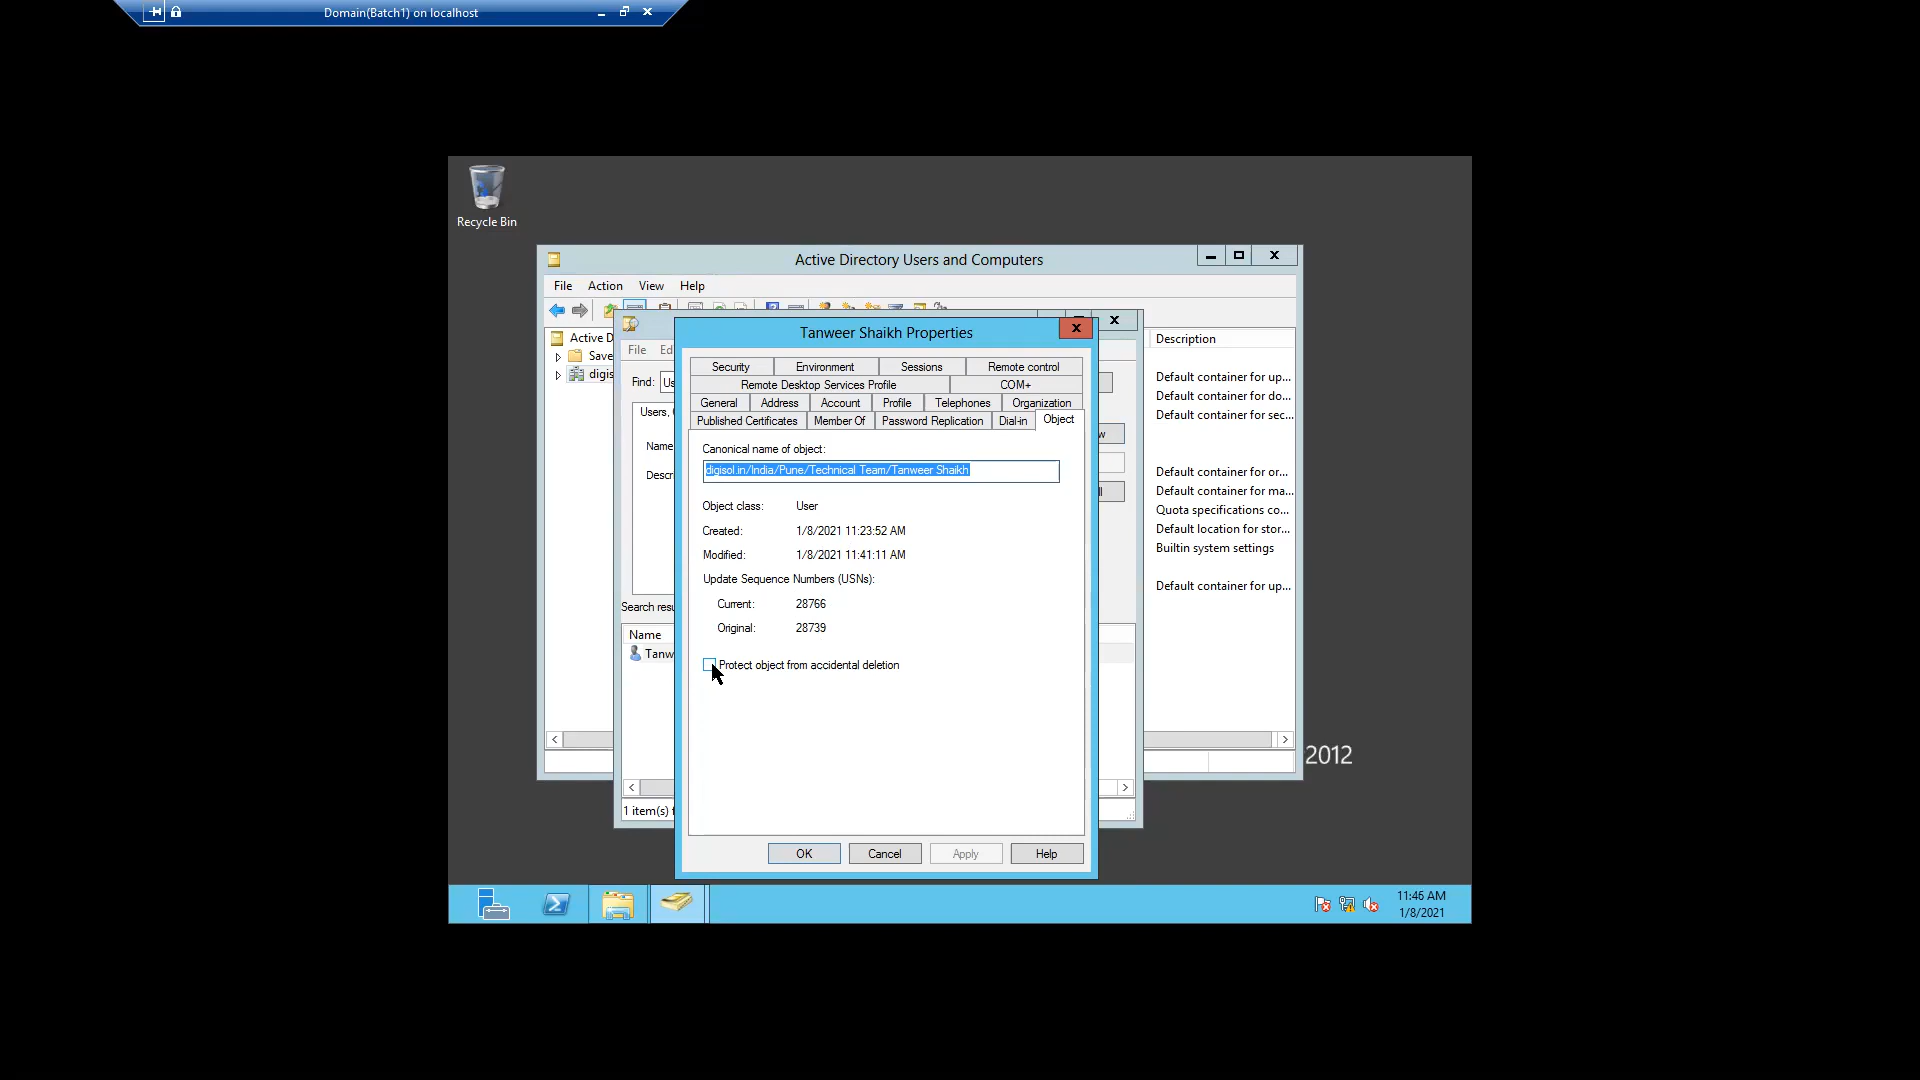 Domain(Batch1) on localhost
Recycle Bin
Active Directory Users and Computers
File Action View Help
Active D
Save
digis
Description
Default container for up...
Default container for do...
Default container for sec...
Default container for or...
Default container for ma...
Quota specifications co...
Default location for stor...
Builtin system settings
Default container for up...
File Ed
Find: Us
Users,
Name
Descr
Search resu
Name
Tanw
1 item(s) f
Tanweer Shaikh Properties
Security Environment Sessions Remote control
Remote Desktop Services Profile COM+
General Address Account Profile Telephones Organization
Published Certificates Member Of Password Replication Dial-in Object
Canonical name of object:
digisol.in/India/Pune/Technical Team/Tanweer Shaikh
Object class: User
Created: 1/8/2021 11:23:52 AM
Modified: 1/8/2021 11:41:11 AM
Update Sequence Numbers (USNs):
Current: 28766
Original: 28739
Protect object from accidental deletion
OK Cancel Apply Help
2012
11:46 AM
1/8/2021